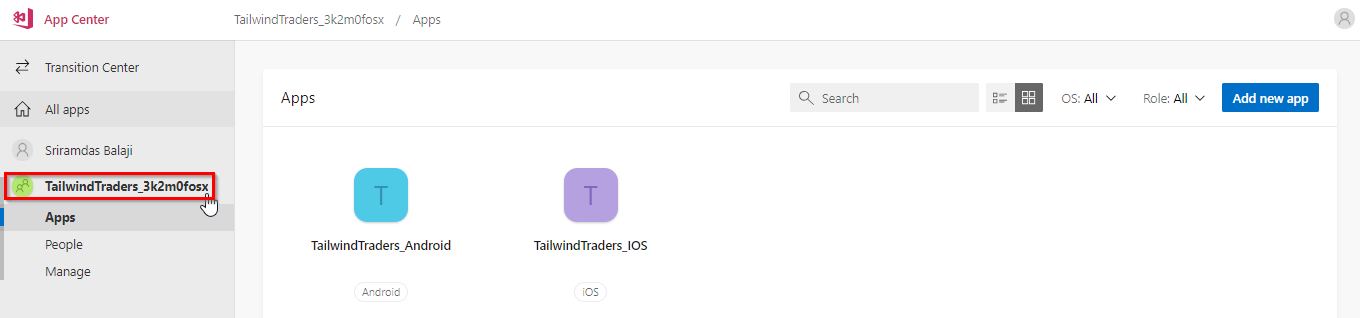 App Center
TailwindTraders_3k2m0fosx / Apps
Transition Center
All apps
Sriramdas Balaji
TailwindTraders_3k2m0fosx
Apps
People
Manage
Apps
Search
OS: All
Role: All
Add new app
T
T
TailwindTraders_Android
TailwindTraders_IOS
Android
iOS